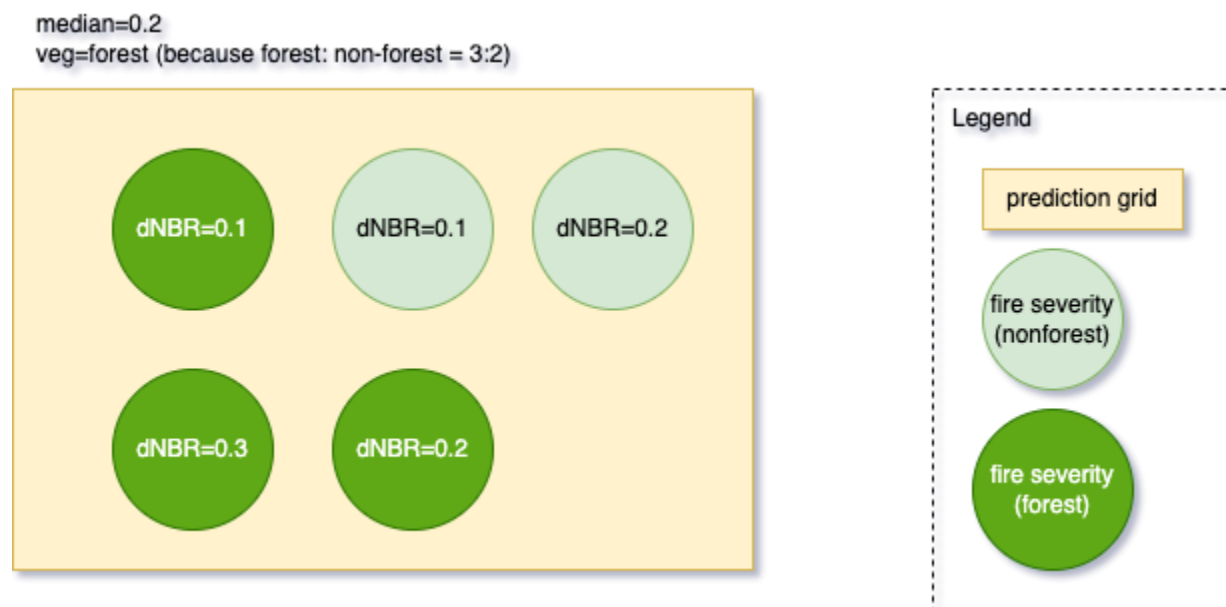 median=0.2
veg=forest (because forest: non-forest = 3:2)
dNBR=0.1
dNBR=0.1
dNBR=0.2
dNBR=0.3
dNBR=0.2
Legend
prediction grid
fire severity
(nonforest)
fire severity
(forest)